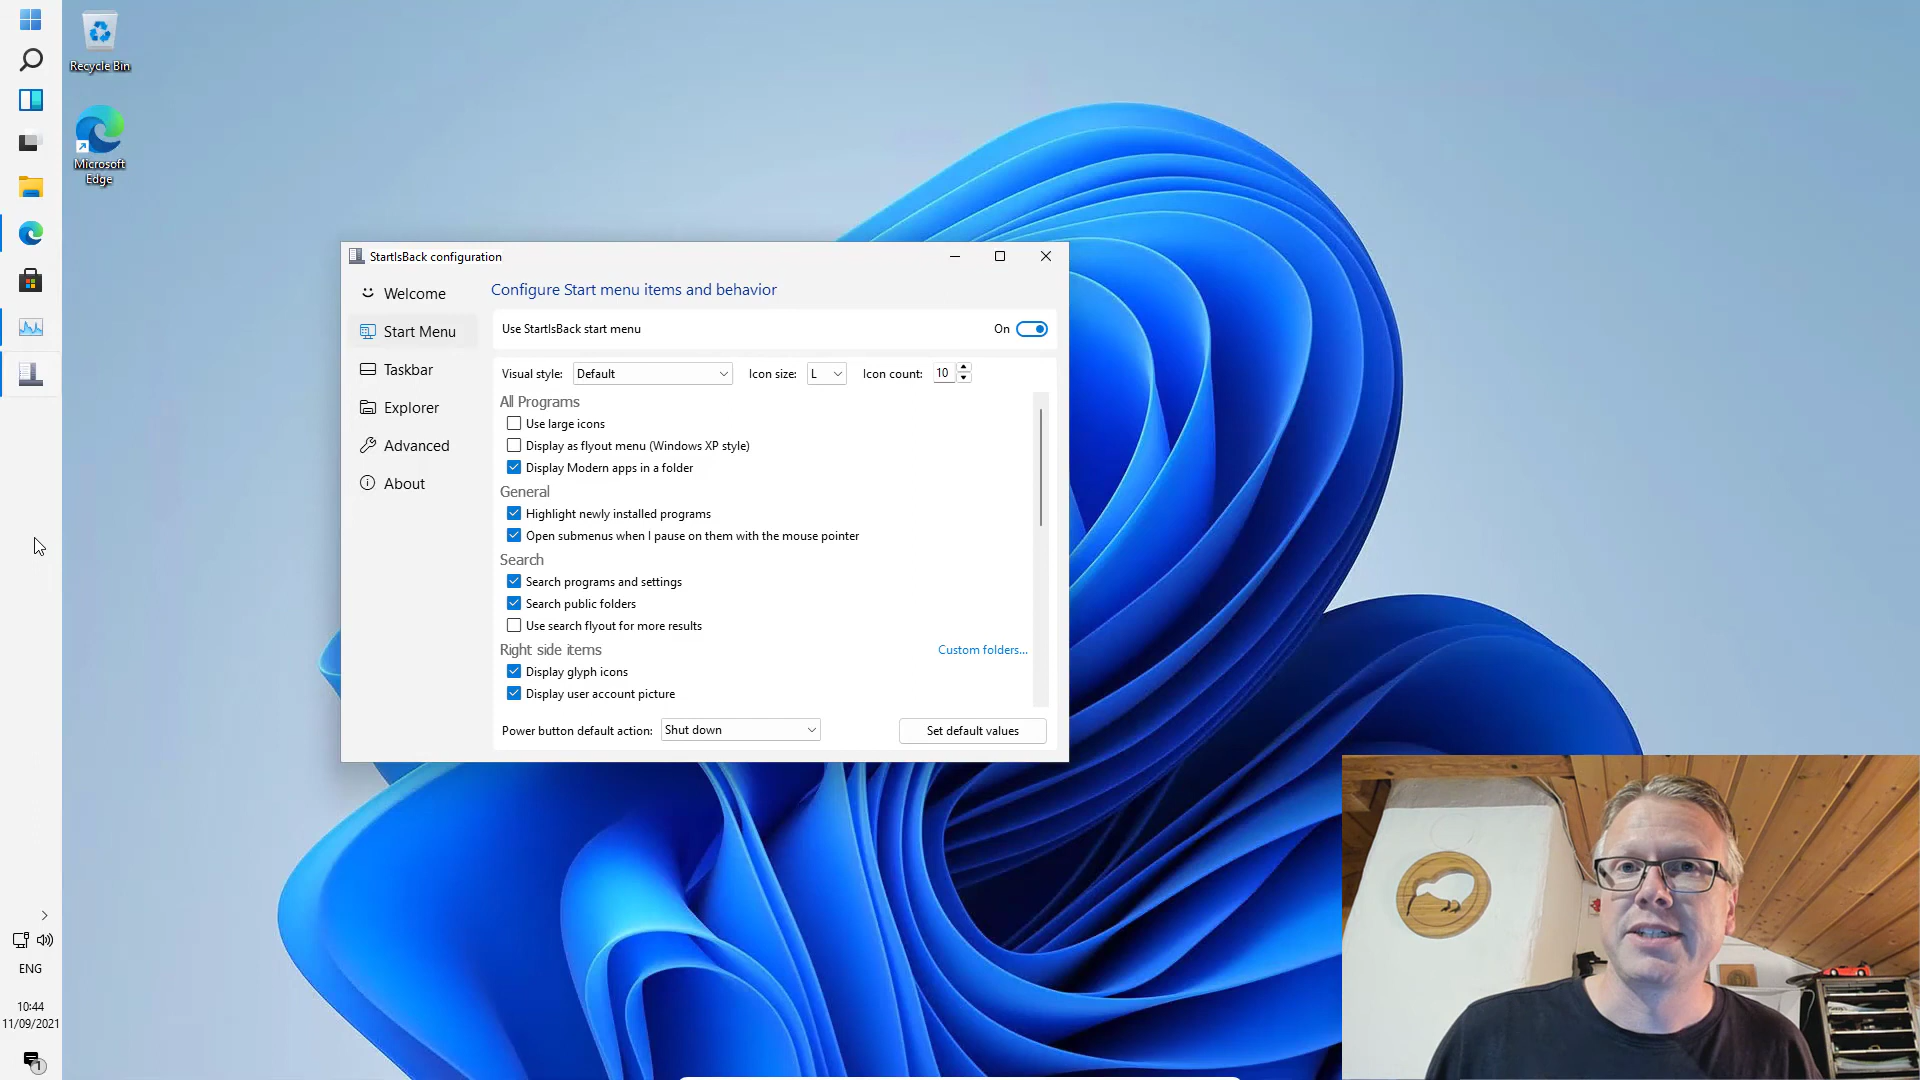 Recycle Bin
Microsoft
Edge
StartIsBack configuration
Welcome
Start Menu
Taskbar
Explorer
Advanced
About
Configure Start menu items and behavior
Use StartIsBack start menu
On
Visual style:
Default
Icon size:
L
Icon count:
10
All Programs
Use large icons
Display as flyout menu (Windows XP style)
Display Modern apps in a folder
General
Highlight newly installed programs
Open submenus when I pause on them with the mouse pointer
Search
Search programs and settings
Search public folders
Use search flyout for more results
Right side items
Custom folders...
Display glyph icons
Display user account picture
Power button default action:
Shut down
Set default values
ENG
10:44
11/09/2021
1